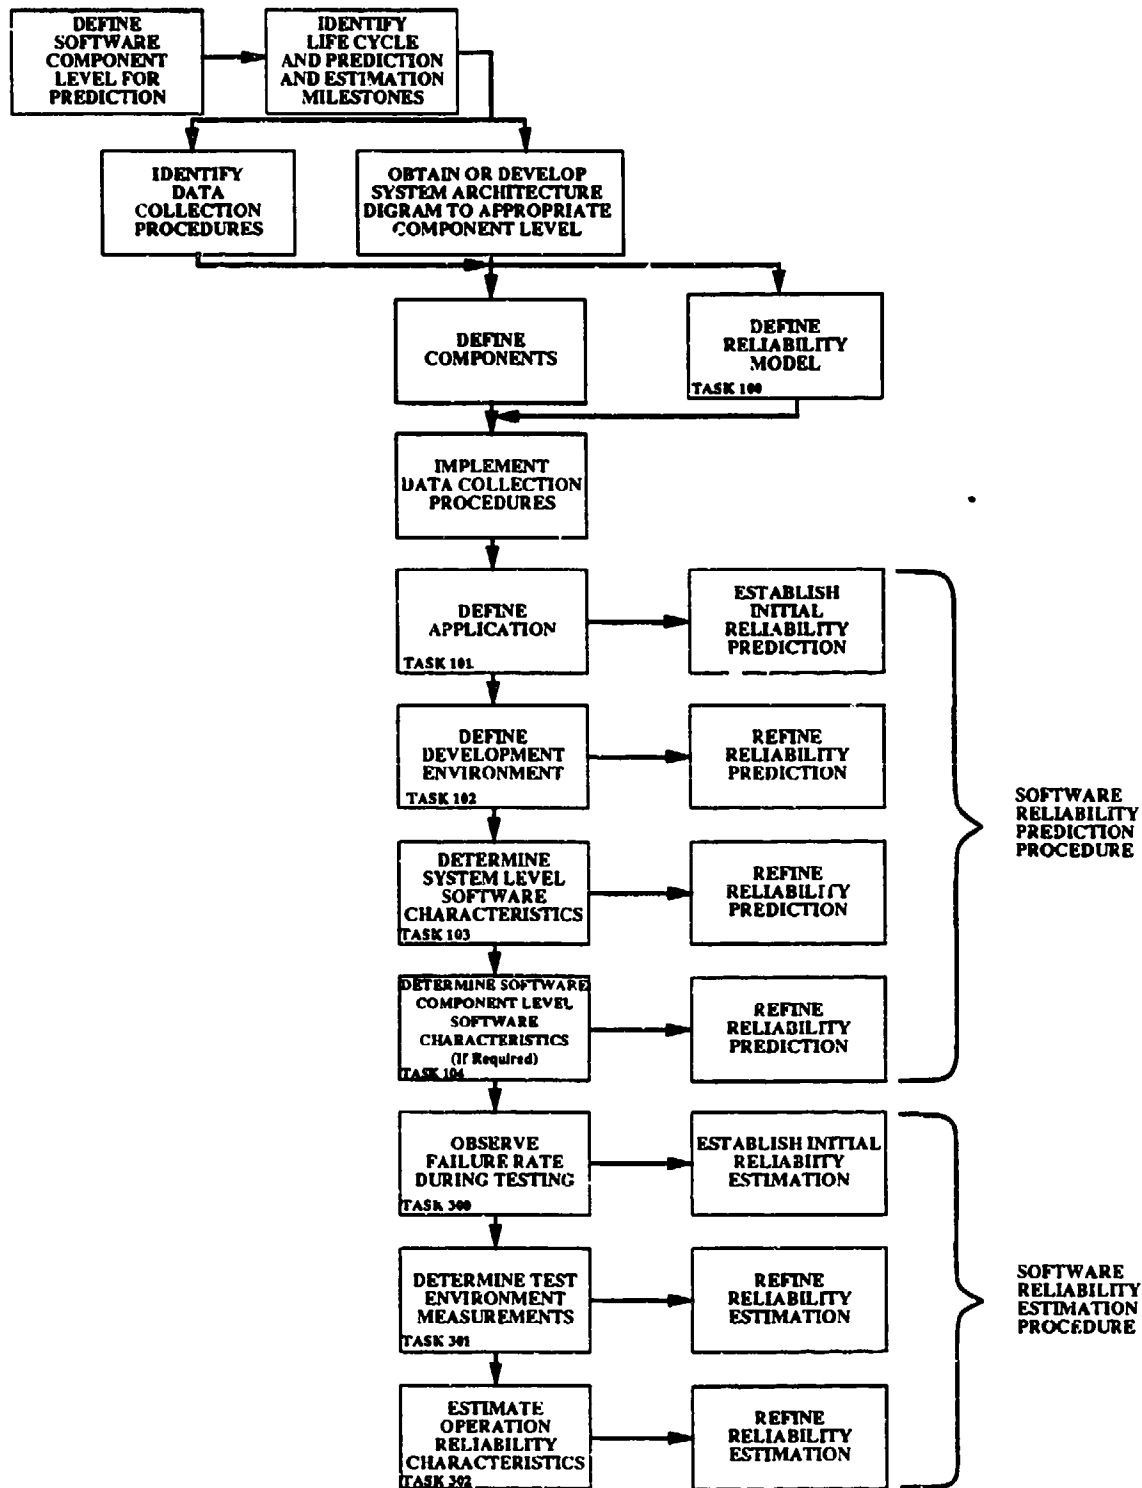 DEFINE
SOFTWARE
COMPONENT
LEVEL FOR
PREDICTION
IDENTIFY
LIFE CYCLE
AND PREDICTION
AND ESTIMATION
MILESTONES
IDENTIFY
DATA
COLLECTION
PROCEDURES
OBTAIN OR DEVELOP
SYSTEM ARCHITECTURE
DIGRAM TO APPROPRIATE
COMPONENT LEVEL
DEFINE
COMPONENTS
DEFINE
RELIABILITY
MODEL
TASK 100
IMPLEMENT
DATA COLLECTION
PROCEDURES
DEFINE
APPLICATION
TASK 101
ESTABLISH
INITIAL
RELIABILITY
PREDICTION
DEFINE
DEVELOPMENT
ENVIRONMENT
TASK 102
REFINE
RELIABILITY
PREDICTION
SOFTWARE
RELIABILITY
PREDICTION
PROCEDURE
DETERMINE
SYSTEM LEVEL
SOFTWARE
CHARACTERISTICS
TASK 103
REFINE
RELIABILITY
PREDICTION
DETERMINE SOFTWARE
COMPONENT LEVEL
SOFTWARE
CHARACTERISTICS
(If Required)
TASK 104
REFINE
RELIABILITY
PREDICTION
OBSERVE
FAILURE RATE
DURING TESTING
TASK 300
ESTABLISH INITIAL
RELIABIITY
ESTIMATION
DETERMINE TEST
ENVIRONMENT
MEASUREMENTS
TASK 301
REFINE
RELIABILITY
ESTIMATION
SOFTWARE
RELIABILITY
ESTIMATION
PROCEDURE
ESTIMATE
OPERATION
RELIABILITY
CHARACTERISTICS
TASK 302
REFINE
RELIABILITY
ESTIMATION